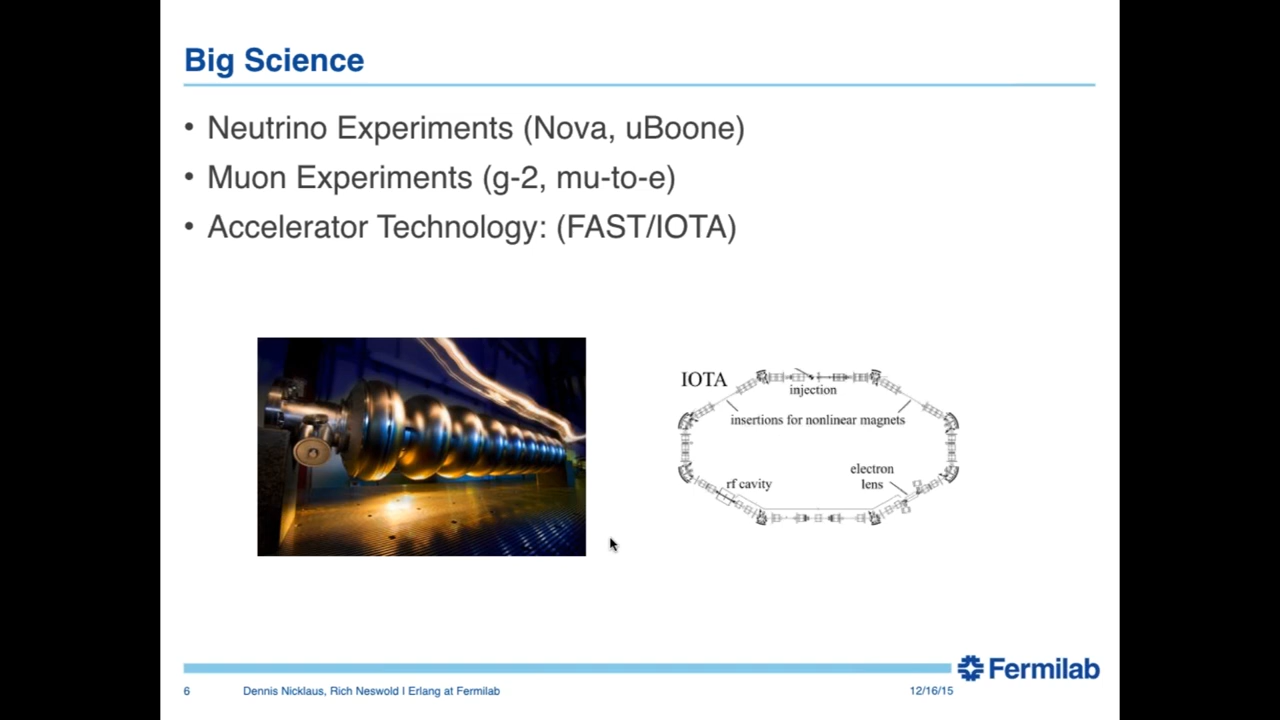 Big Science
• Neutrino Experiments (Nova, uBoone)
• Muon Experiments (g-2, mu-to-e)
• Accelerator Technology: (FAST/IOTA)
IOTA
injection
insertions for nonlinear magnets
rf cavity
electron
lens
Fermilab
6
Dennis Nicklaus, Rich Neswold | Erlang at Fermilab
12/16/15